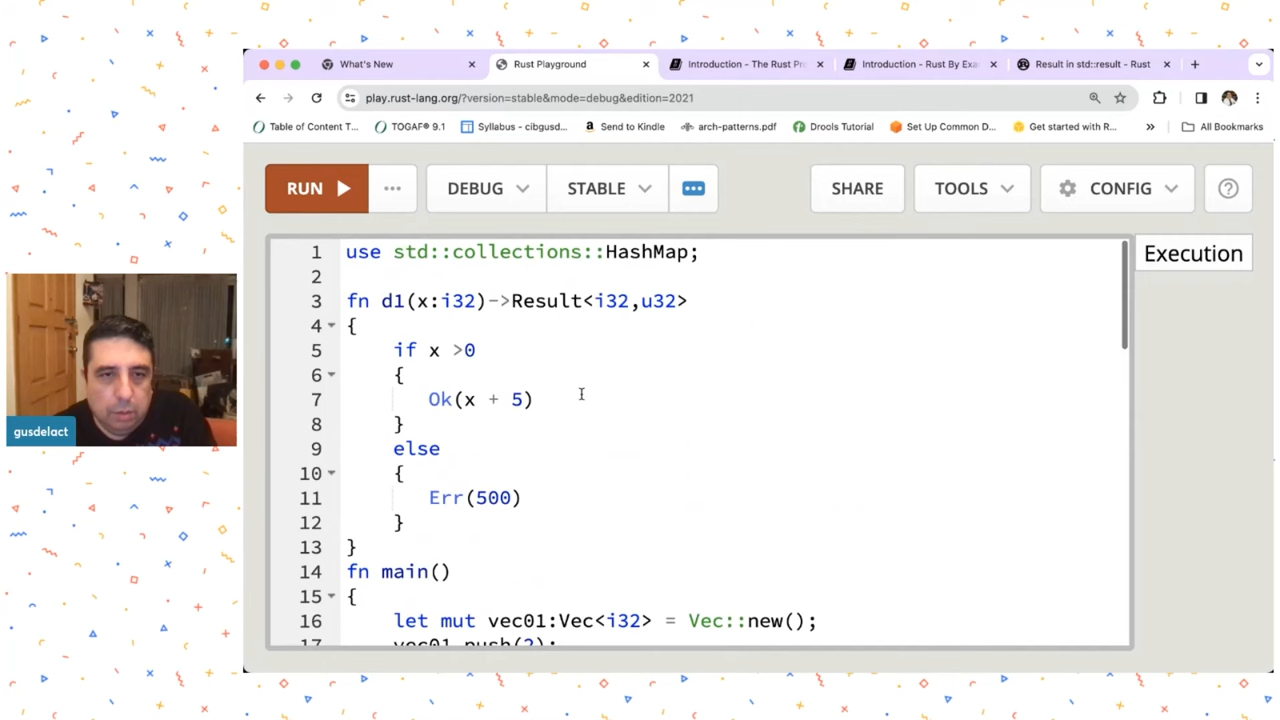 What's New
Rust Playground
Introduction - The Rust Pr
Introduction - Rust By Exa
Result in std::result - Rust
play.rust-lang.org/?version=stable&mode=debug&edition=2021
Table of Content T...
TOGAF® 9.1
Syllabus - cibgusd...
Send to Kindle
arch-patterns.pdf
Drools Tutorial
Set Up Common D...
Get started with R...
All Bookmarks
RUN
DEBUG
STABLE
SHARE
TOOLS
CONFIG
1 use std::collections::HashMap;
2
3 fn d1(x:i32)->Result<i32,u32>
4 {
5 if x >0
6 {
7 Ok(x + 5)
8 }
9 else
10 {
11 Err(500)
12 }
13 }
14 fn main()
15 {
16 let mut vec01:Vec<i32> = Vec::new();
17 vec01.push(2);
Execution
gusdelact